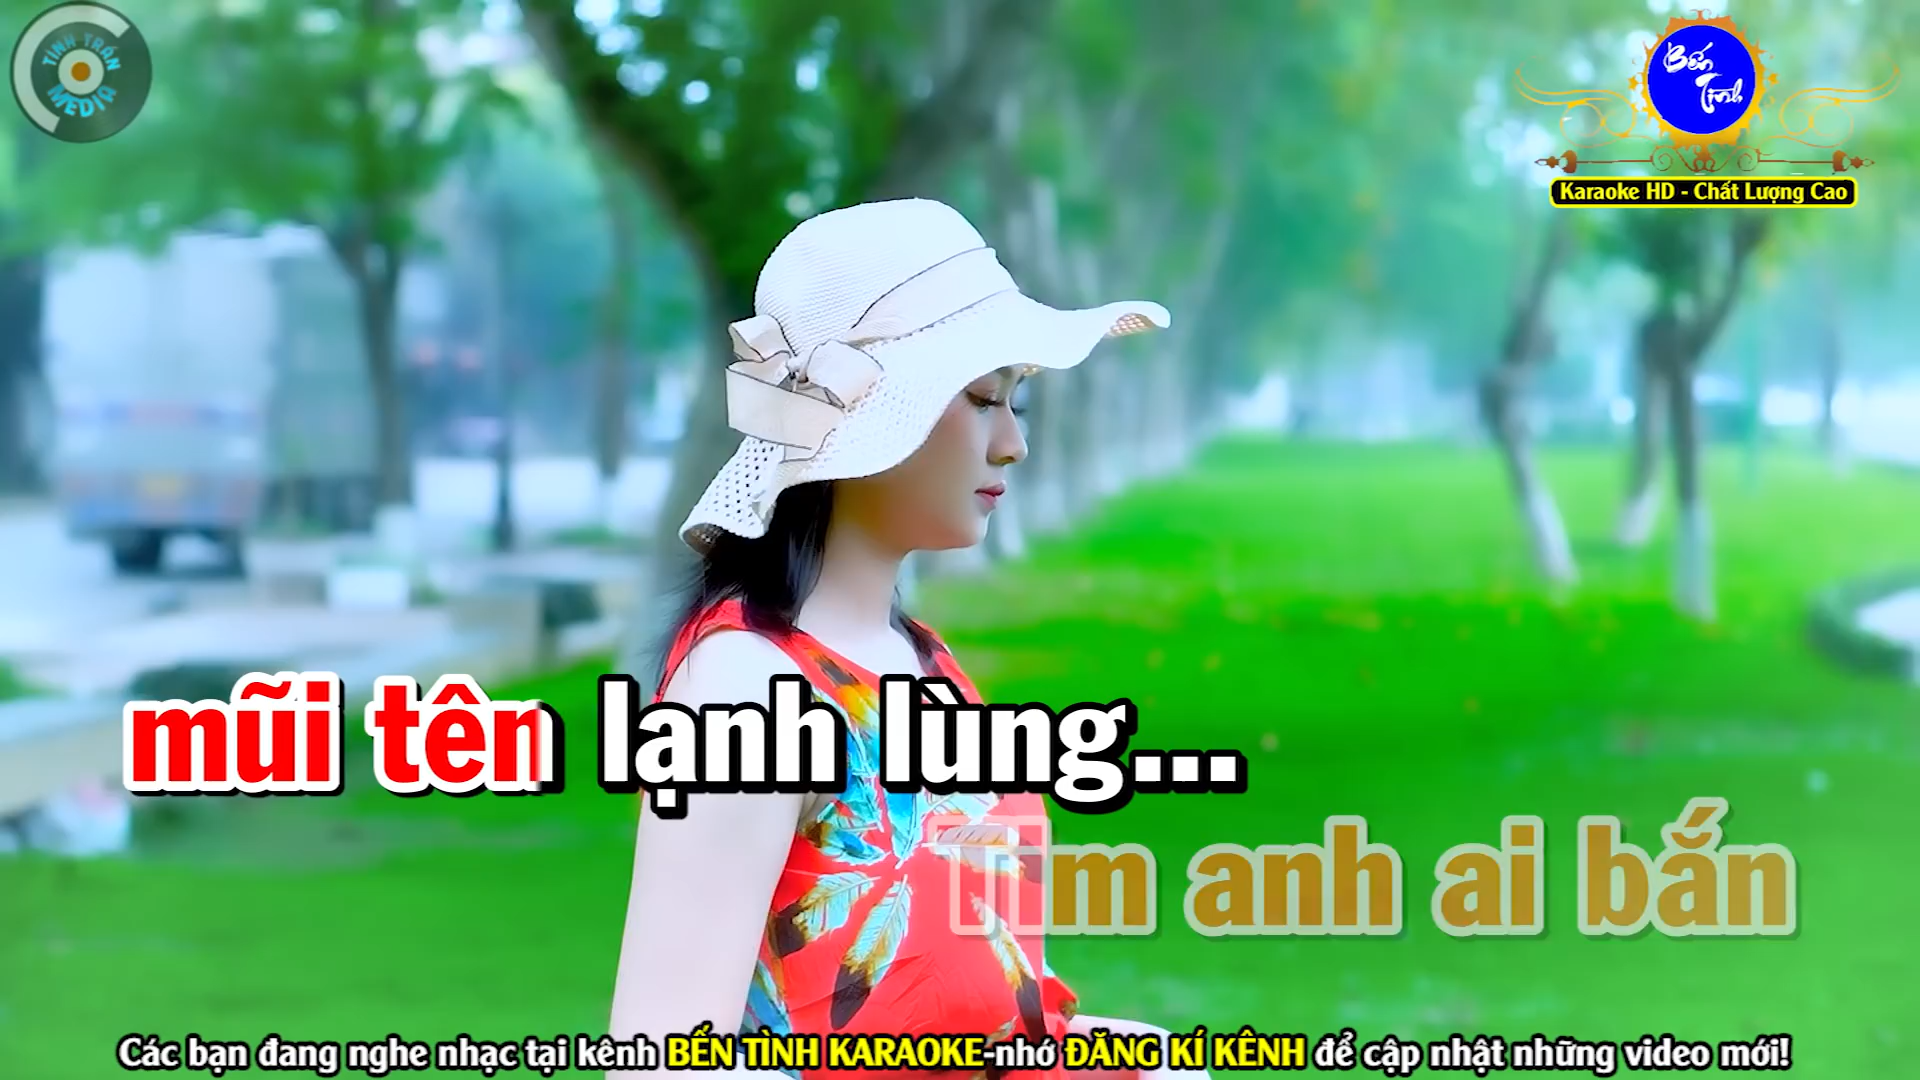 TÌNH TRẦN
MEDIA
Bến
Tình
Karaoke HD - Chất Lượng Cao
mũi tên lạnh lùng...
Tim anh ai bắn
Các bạn đang nghe nhạc tại kênh BẾN TÌNH KARAOKE-nhớ ĐĂNG KÍ KÊNH để cập nhật những video mới!